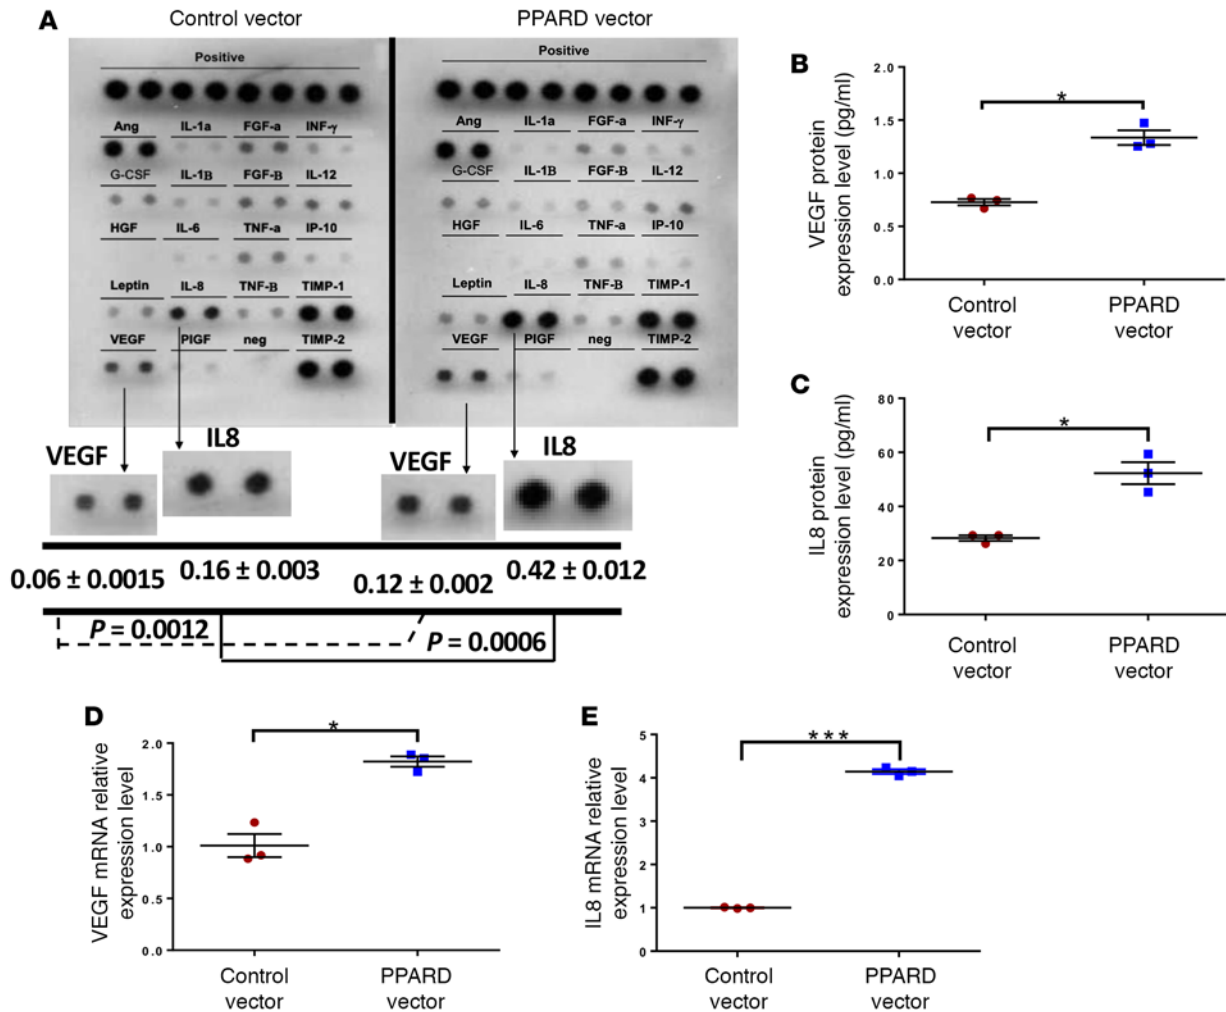 A
Control vector
PPARD vector
Positive
Ang IL-1a FGF-a INF-γ
G-CSF IL-1B FGF-B IL-12
HGF IL-6 TNF-a IP-10
Leptin IL-8 TNF-B TIMP-1
VEGF PIGF neg TIMP-2
Positive
Ang IL-1a FGF-a INF-γ
G-CSF IL-1B FGF-B IL-12
HGF IL-6 TNF-a IP-10
Leptin IL-8 TNF-B TIMP-1
VEGF PIGF neg TIMP-2
VEGF
IL8
VEGF
IL8
0.06 ± 0.0015
0.16 ± 0.003
0.12 ± 0.002
0.42 ± 0.012
P = 0.0012
P = 0.0006
B
VEGF protein
expression level (pg/ml)
2.0
1.5
1.0
0.5
0.0
*
Control
vector
PPARD
vector
C
IL8 protein
expression level (pg/ml)
80
60
40
20
0
*
Control
vector
PPARD
vector
D
VEGF mRNA relative
expression level
2.0
1.5
1.0
0.5
0.0
*
Control
vector
PPARD
vector
E
IL8 mRNA relative
expression level
5
4
5
2
1
0
***
Control
vector
PPARD
vector